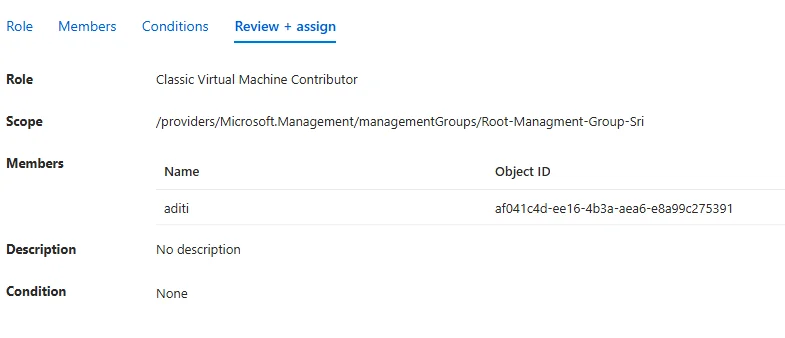 Role Members Conditions Review + assign
Role Classic Virtual Machine Contributor
Scope /providers/Microsoft.Management/managementGroups/Root-Managment-Group-Sri
Members
Name Object ID
aditi af041c4d-ee16-4b3a-aea6-e8a99c275391
Description No description
Condition None